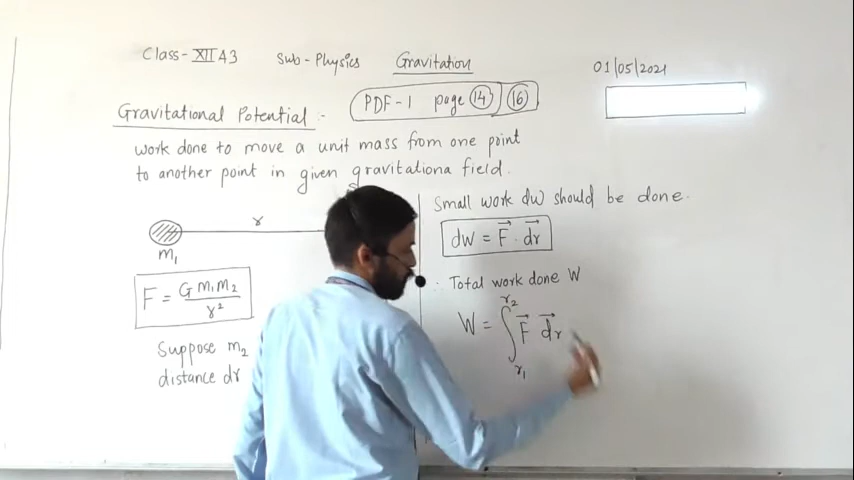 Class-XII A3 Sub-Physics Gravitation 01/05/2021
PDF-1 page 14 16
Gravitational Potential:-
work done to move a unit mass from one point
to another point in given gravitationa field.
r
m₁
F = G m₁ m₂ / r²
Suppose m₂
distance dr
Small work dw should be done.
dw = F⃗ · dr⃗
∴ Total work done W
W = ∫ r₁ r₂ F⃗ dr⃗